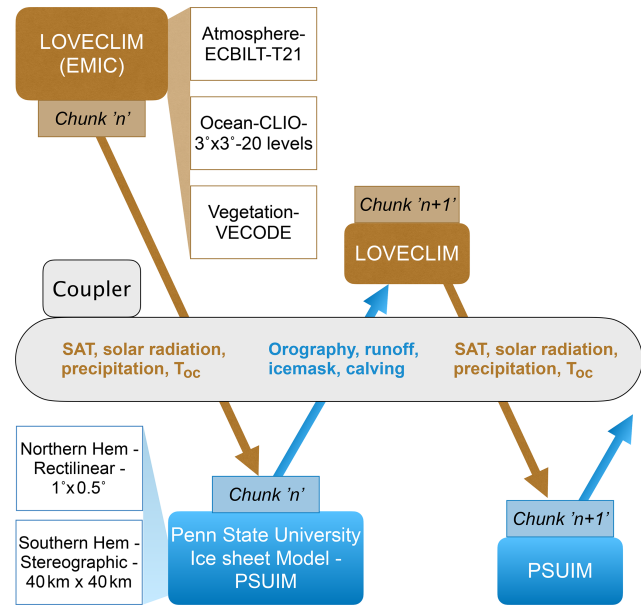 LOVECLIM
(EMIC)
Chunk 'n'
Atmosphere-
ECBILT-T21
Ocean-CLIO-
3˚x3˚-20 levels
Vegetation-
VECODE
Chunk 'n+1'
LOVECLIM
Coupler
SAT, solar radiation,
precipitation, Toc
Orography, runoff,
icemask, calving
SAT, solar radiation,
precipitation, Toc
Northern Hem -
Rectilinear -
1˚x 0.5˚
Southern Hem -
Stereographic -
40 km x 40 km
Chunk 'n'
Penn State University
Ice sheet Model -
PSUIM
Chunk 'n+1'
PSUIM